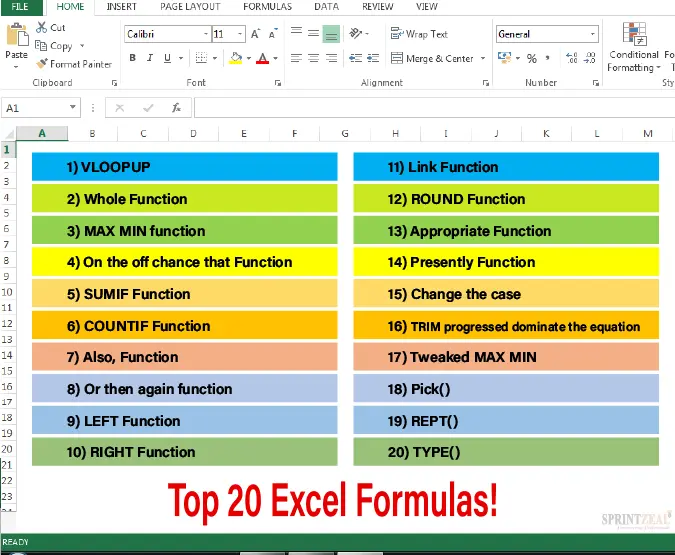 FILE HOME INSERT PAGE LAYOUT FORMULAS DATA REVIEW VIEW
Cut
Calibri 11 Wrap Text General
Copy
Paste Format Painter B I U A Merge & Center % Conditional
Formatting
Clipboard Font Alignment Number
A1 fx
A B C D E F G H I J K L M
1
2
3
4
5
6
7
8
9
10
11
12
13
14
15
16
17
18
19
20
21
22
23
1) VLOOPUP
2) Whole Function
3) MAX MIN function
4) On the off chance that Function
5) SUMIF Function
6) COUNTIF Function
7) Also, Function
8) Or then again function
9) LEFT Function
10) RIGHT Function
11) Link Function
12) ROUND Function
13) Appropriate Function
14) Presently Function
15) Change the case
16) TRIM progressed dominate the equation
17) Tweaked MAX MIN
18) Pick()
19) REPT()
20) TYPE()
Top 20 Excel Formulas!
SPRINTZEAL
READY